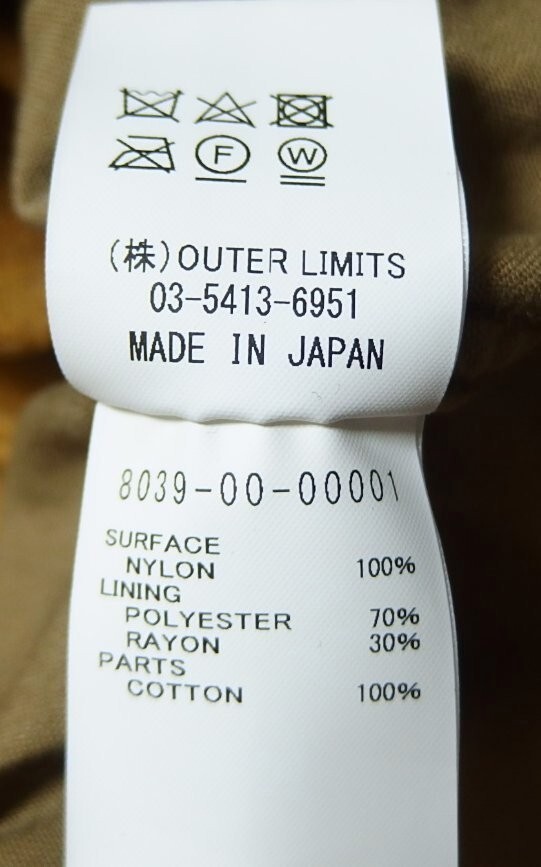 F W
(株)OUTER LIMITS
03-5413-6951
MADE IN JAPAN
8039-00-00001
SURFACE
NYLON 100%
LINING
POLYESTER 70%
RAYON 30%
PARTS
COTTON 100%